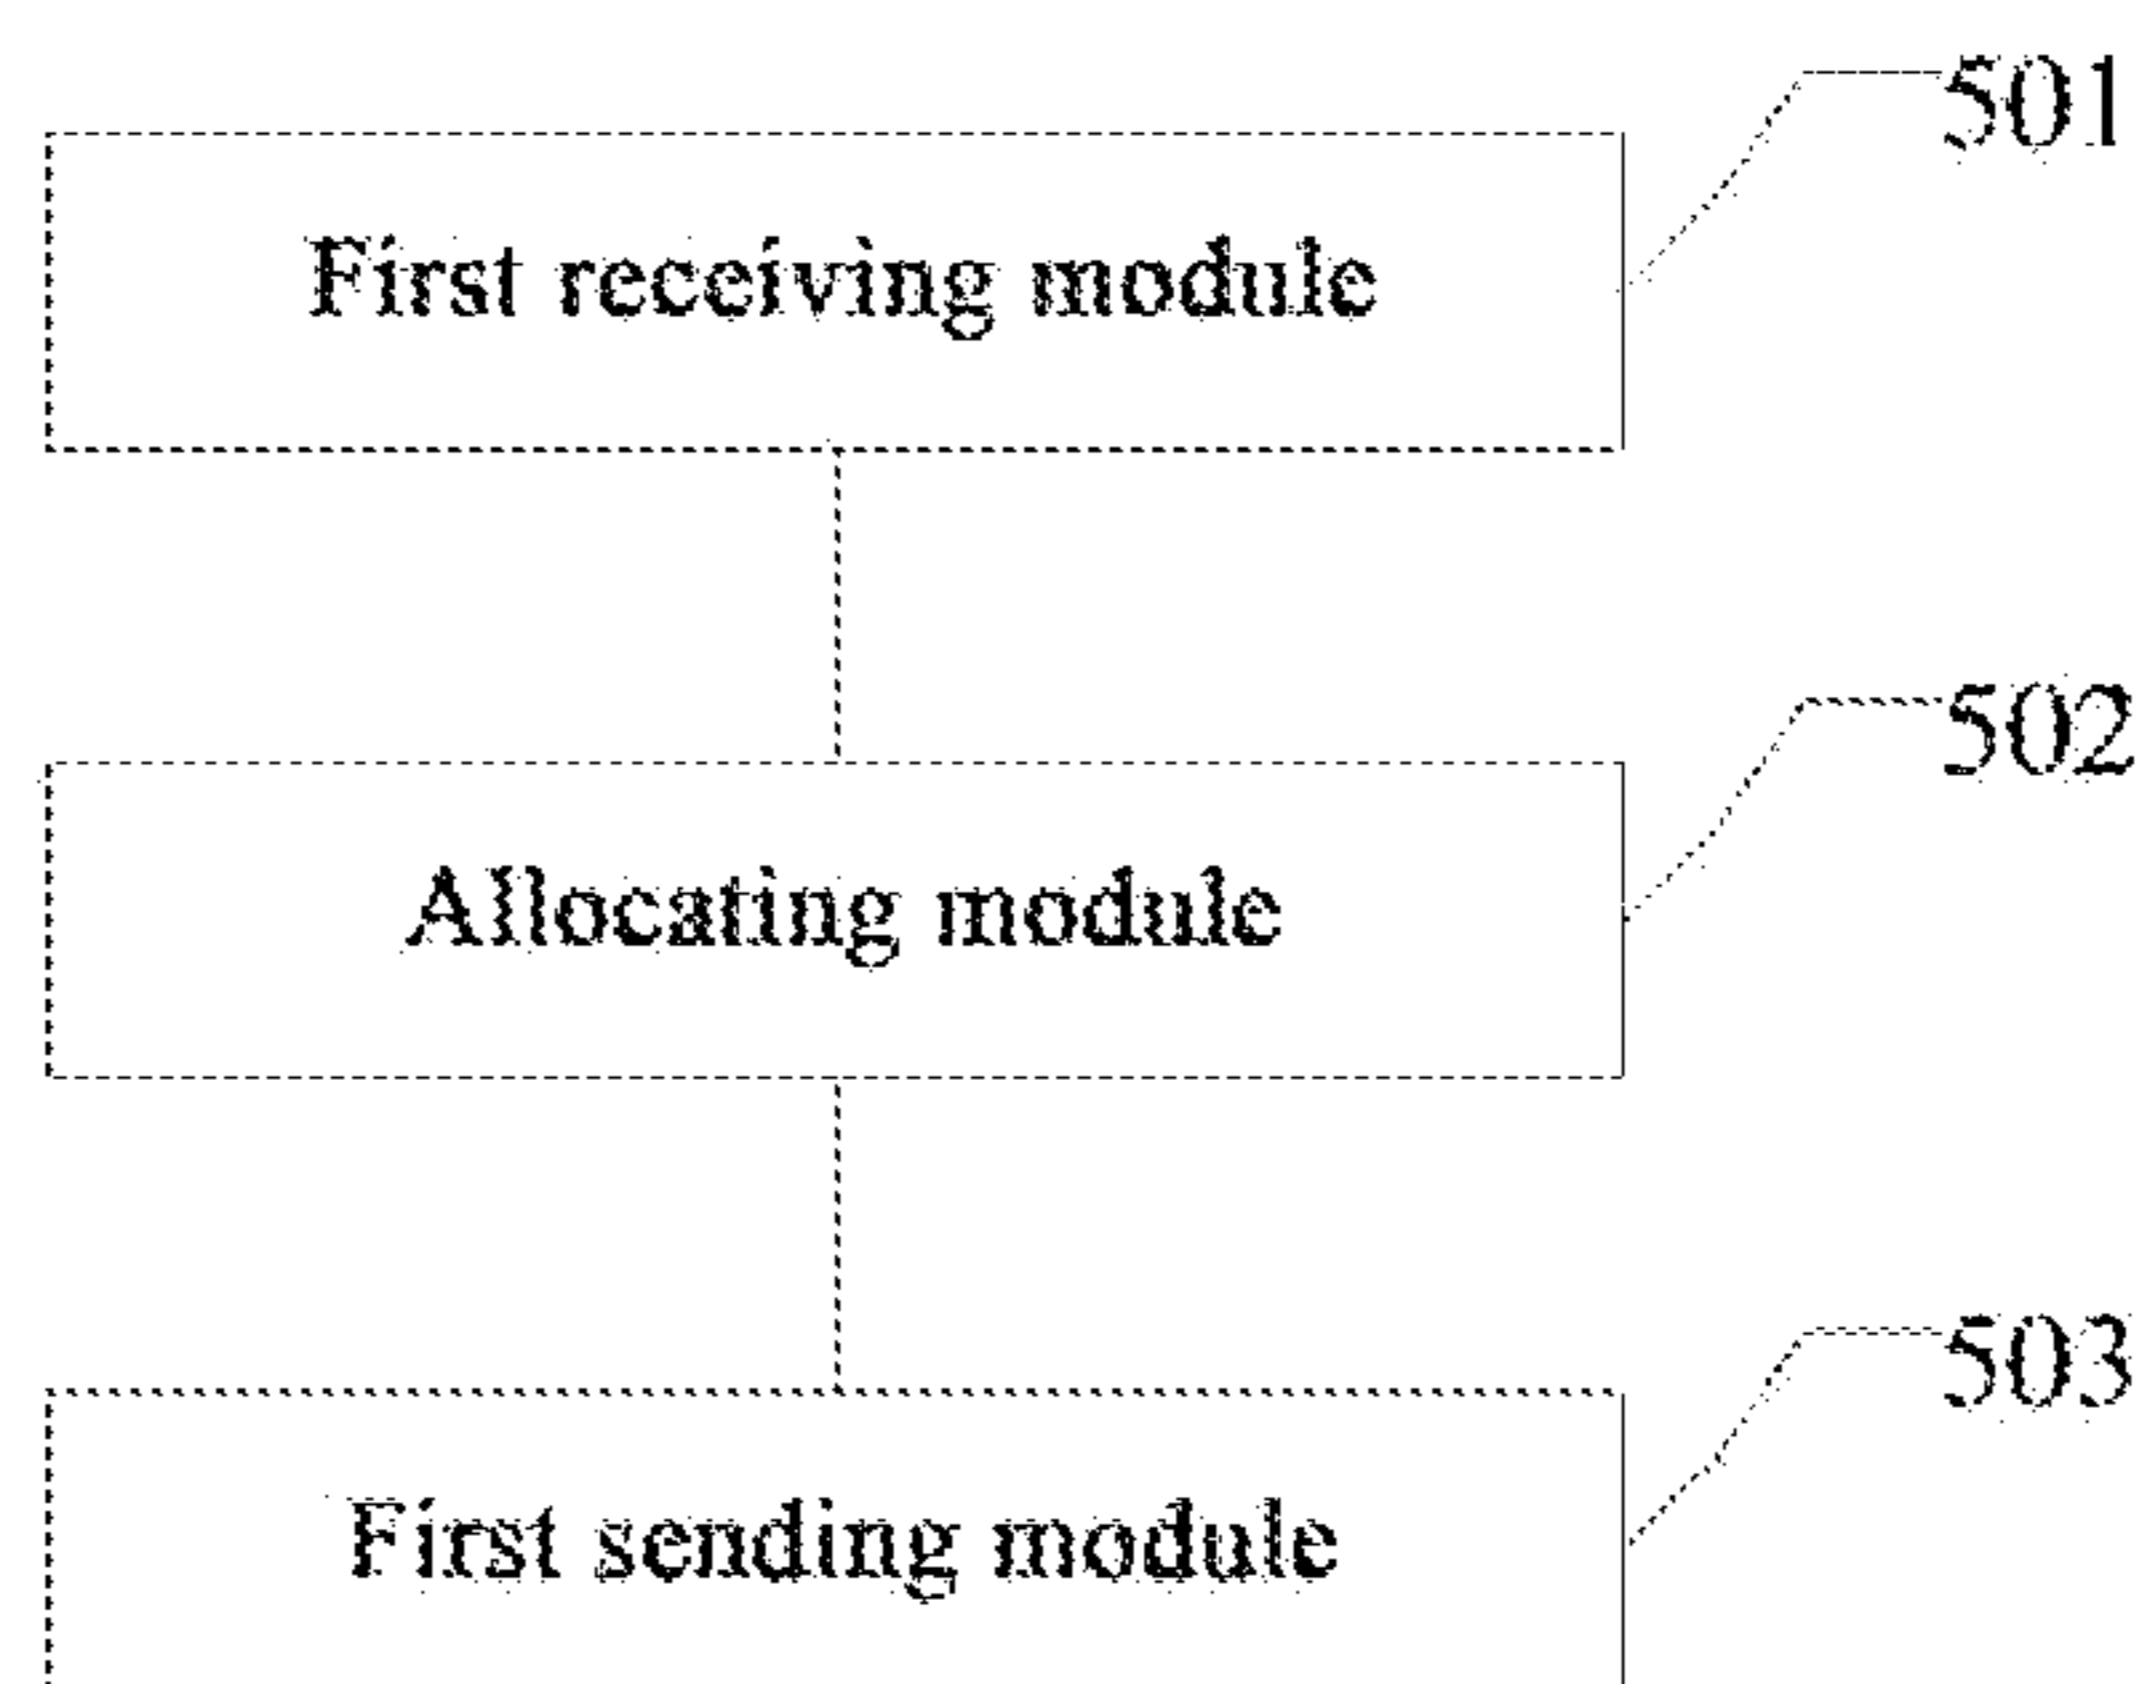 501
First receiving module
502
Allocating module
503
First sending module